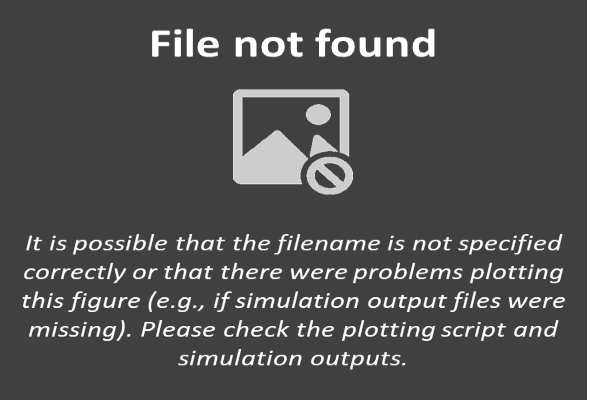 File not found
It is possible that the filename is not specified
correctly or that there were problems plotting
this figure (e.g., if simulation output files were
missing). Please check the plotting script and
simulation outputs.